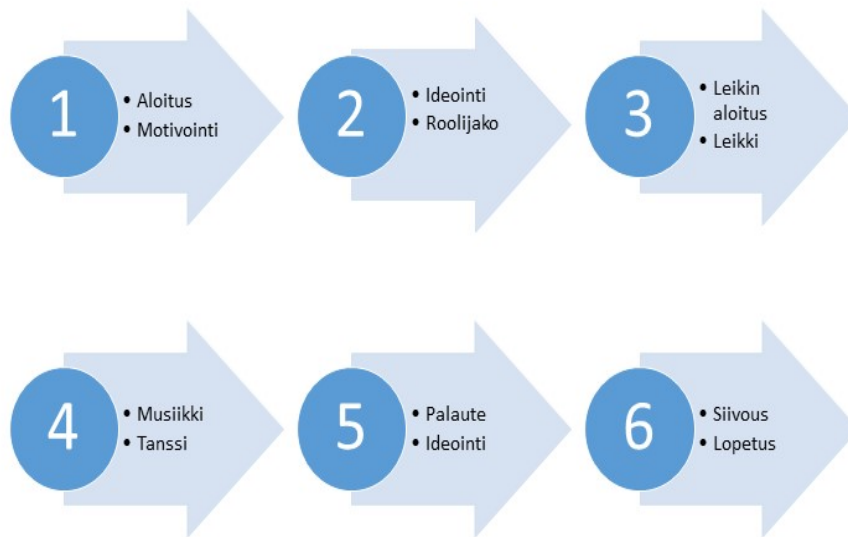 1
• Aloitus
• Motivointi
2
• Ideointi
• Roolijako
3
• Leikin
aloitus
• Leikki
4
• Musiikki
• Tanssi
5
• Palaute
• Ideointi
6
• Siivous
• Lopetus